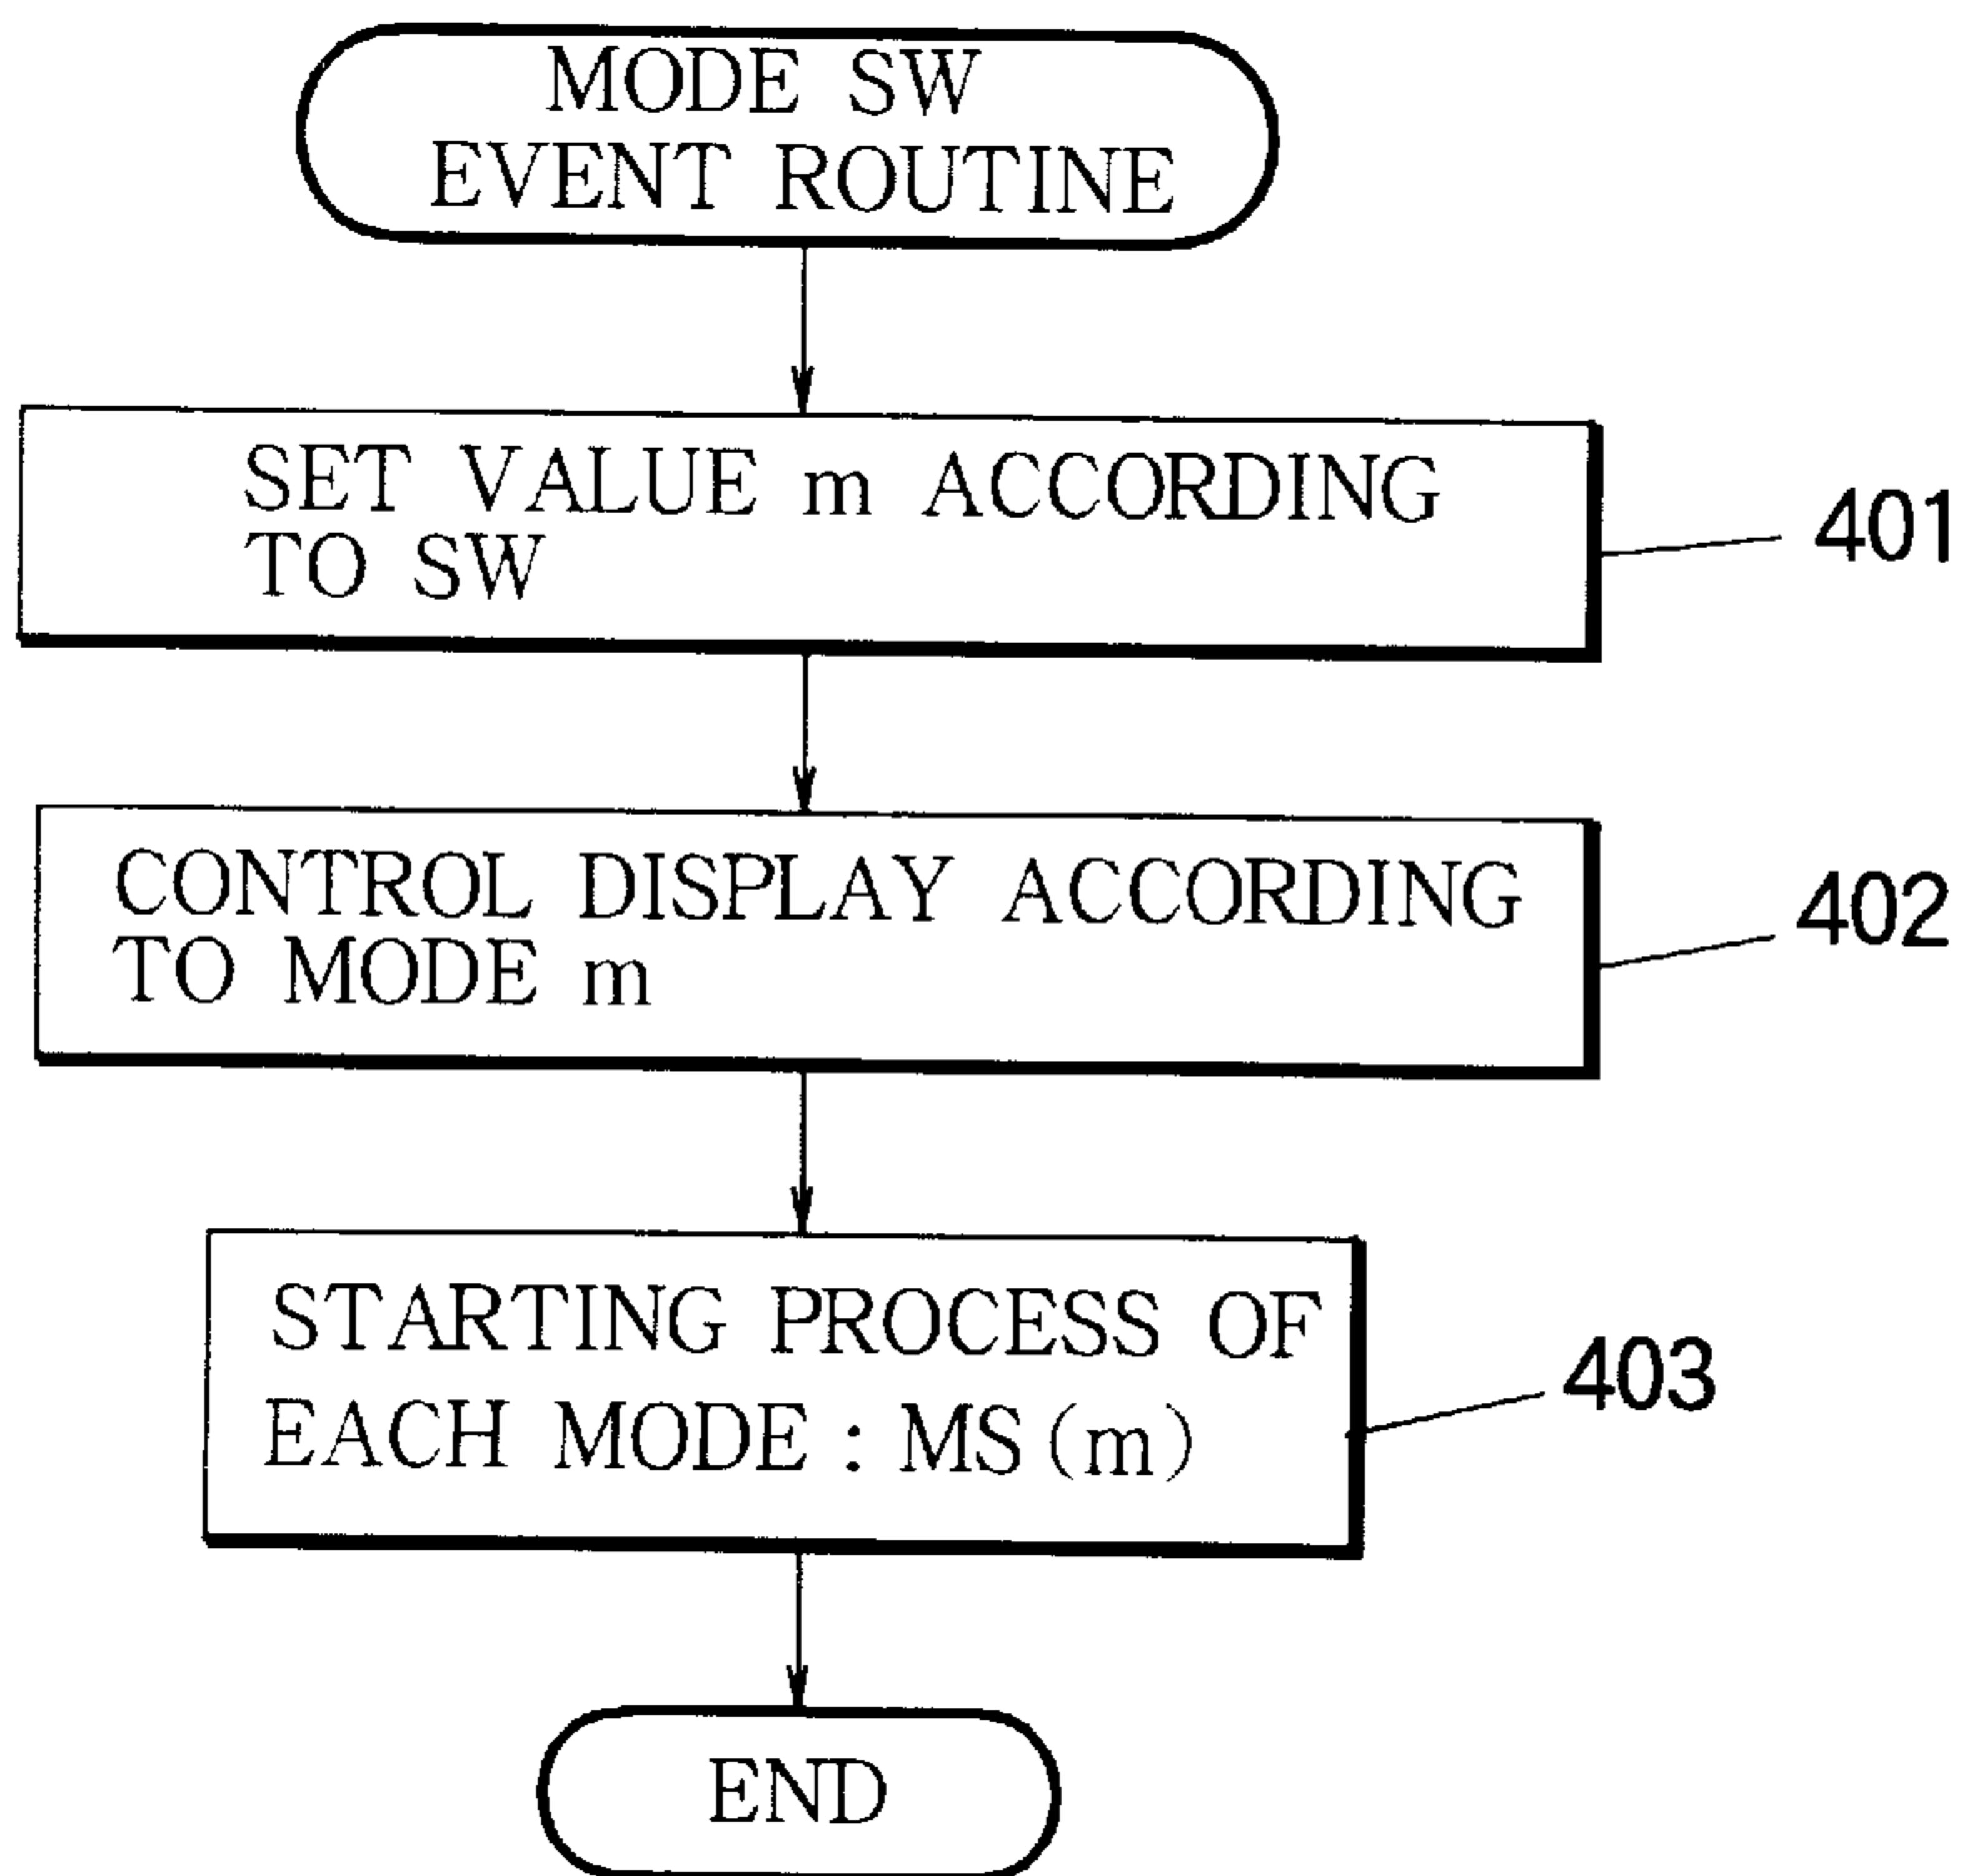 MODE SW
EVENT ROUTINE
SET VALUE m ACCORDING
TO SW
401
CONTROL DISPLAY ACCORDING
TO MODE m
402
STARTING PROCESS OF
EACH MODE : MS (m)
403
END